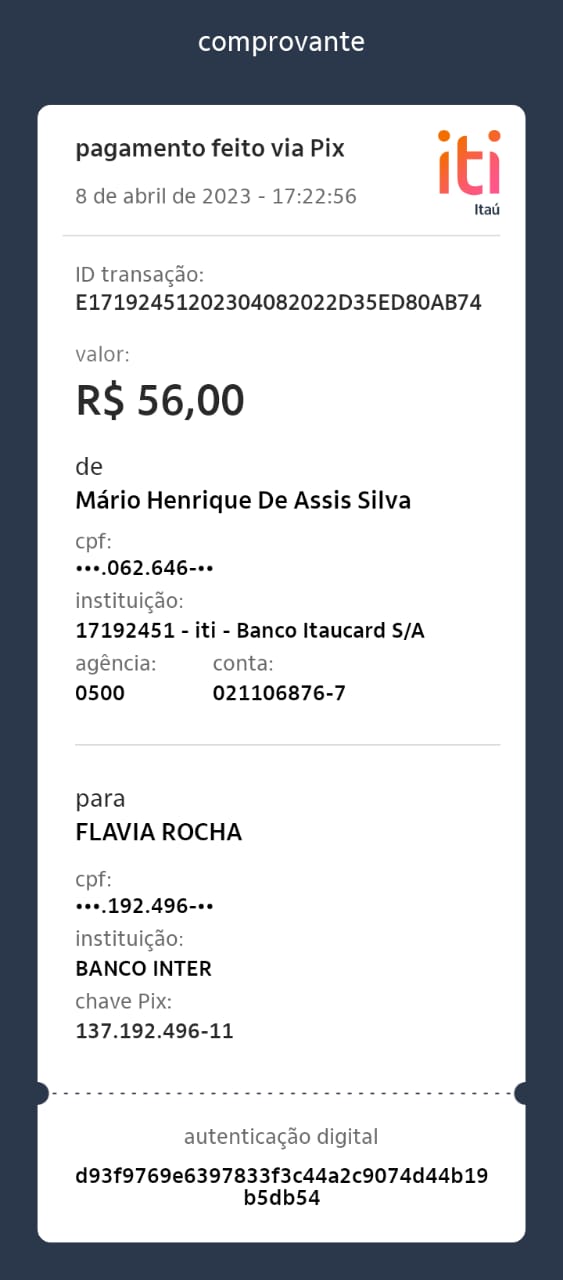 comprovante
pagamento feito via Pix
iti
8 de abril de 2023 - 17:22:56
Itaú
ID transação:
E17192451202304082022D35ED80AB74
valor:
R$ 56,00
de
Mário Henrique De Assis Silva
cpf:
•••.062.646-••
instituição:
17192451 - iti - Banco Itaucard S/A
agência: conta:
0500 021106876-7
para
FLAVIA ROCHA
cpf:
•••.192.496-••
instituição:
BANCO INTER
chave Pix:
137.192.496-11
autenticação digital
d93f9769e6397833f3c44a2c9074d44b19
b5db54